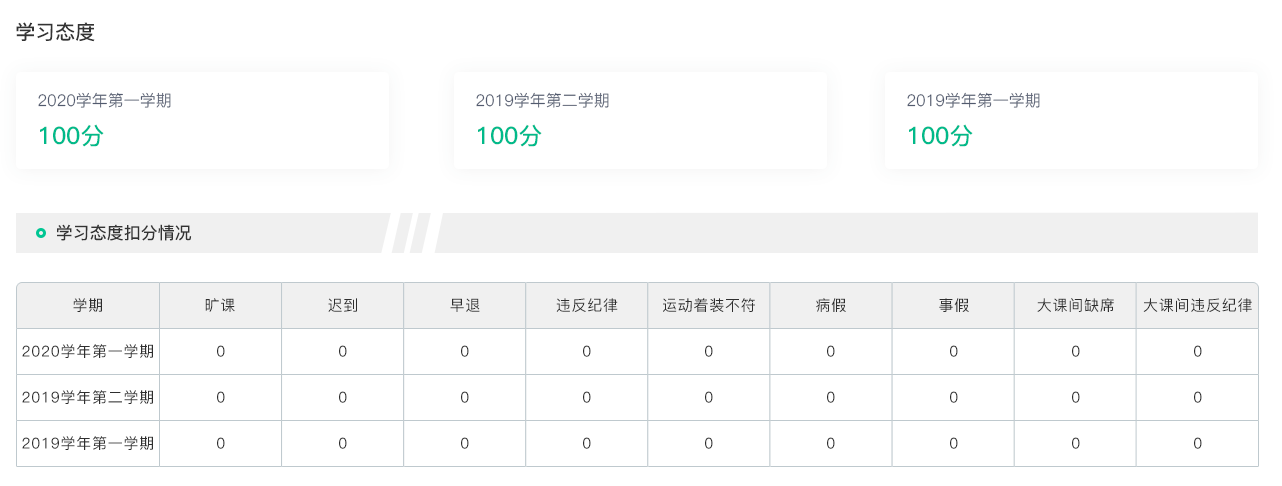 学习态度
2020学年第一学期 2019学年第二学期 2019学年第一学期
100分 100分 100分
学习态度扣分情况
学期 旷课 迟到 早退 违反纪律 运动着装不符 病假 事假 大课间缺席 大课间违反纪律
2020学年第一学期 0 0 0 0 0 0 0 0 0
2019学年第二学期 0 0 0 0 0 0 0 0 0
2019学年第一学期 0 0 0 0 0 0 0 0 0